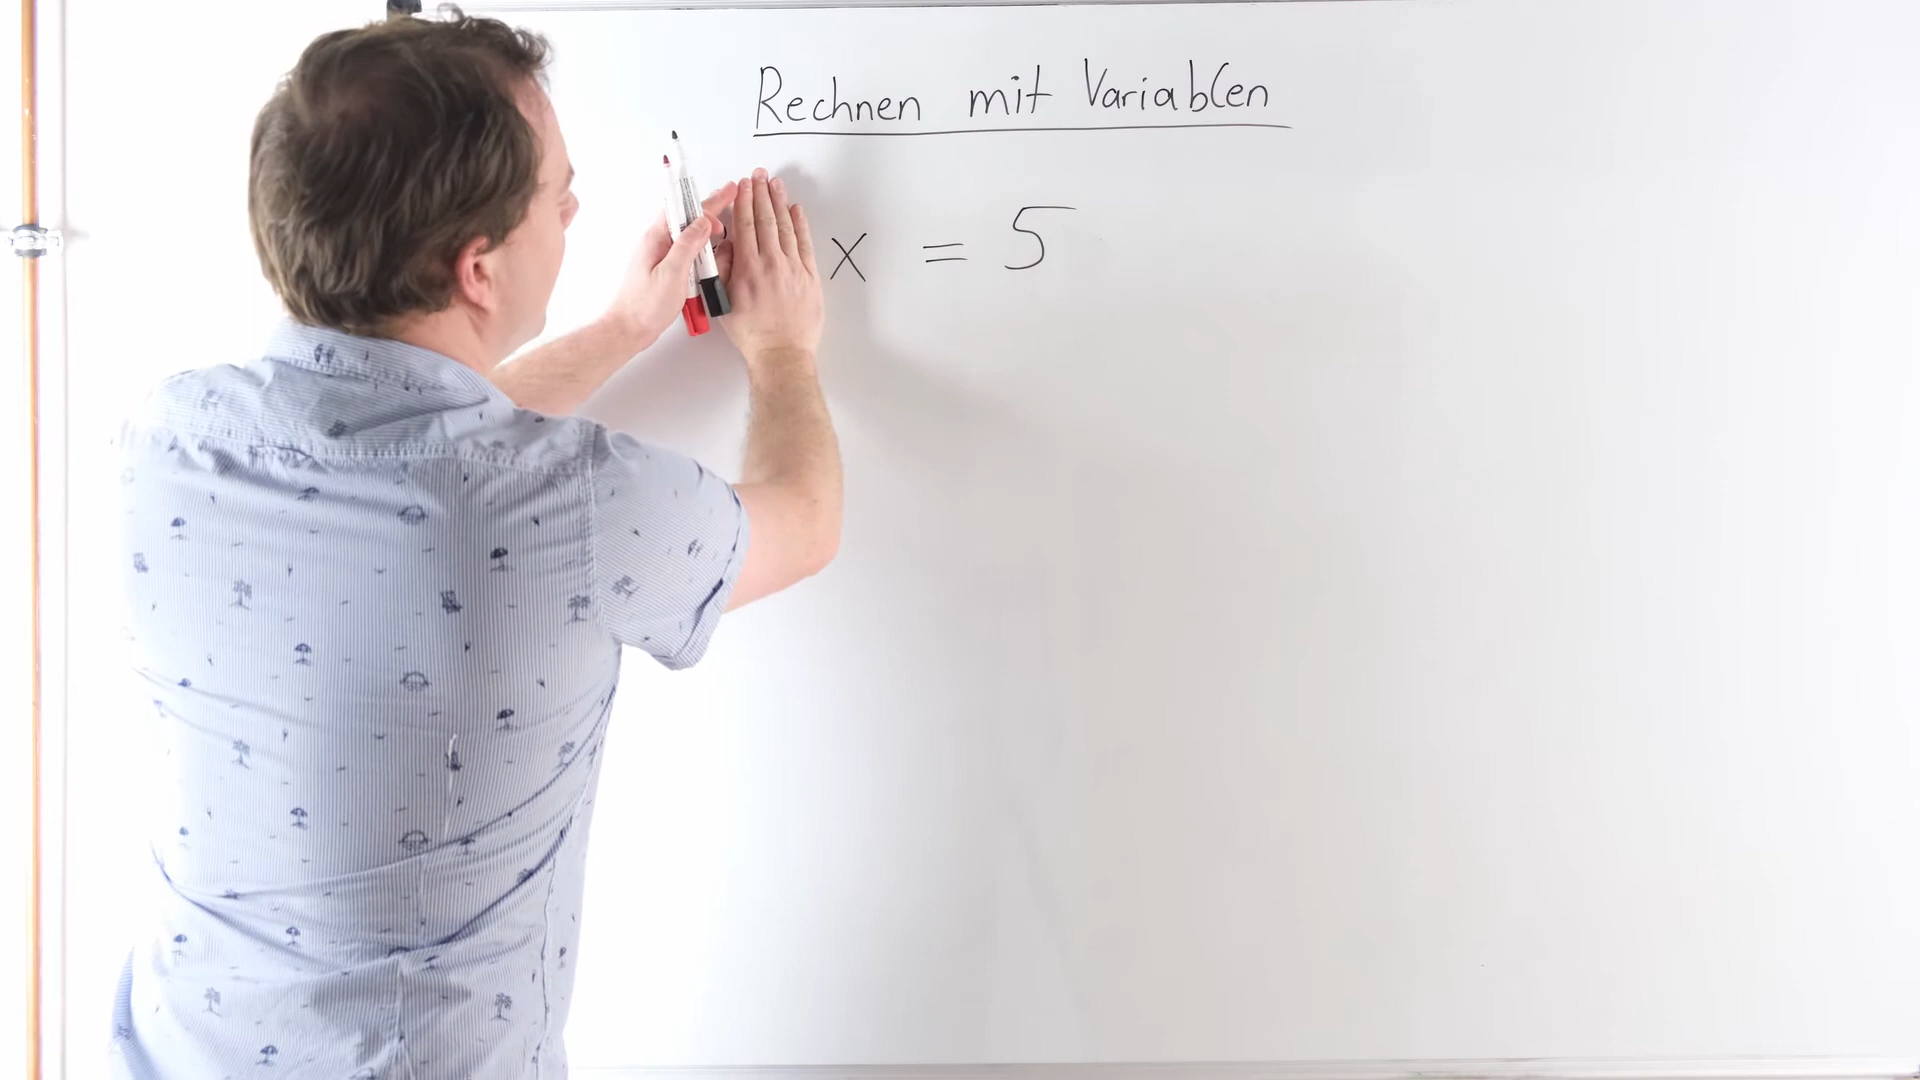 Rechnen mit Variablen
x = 5